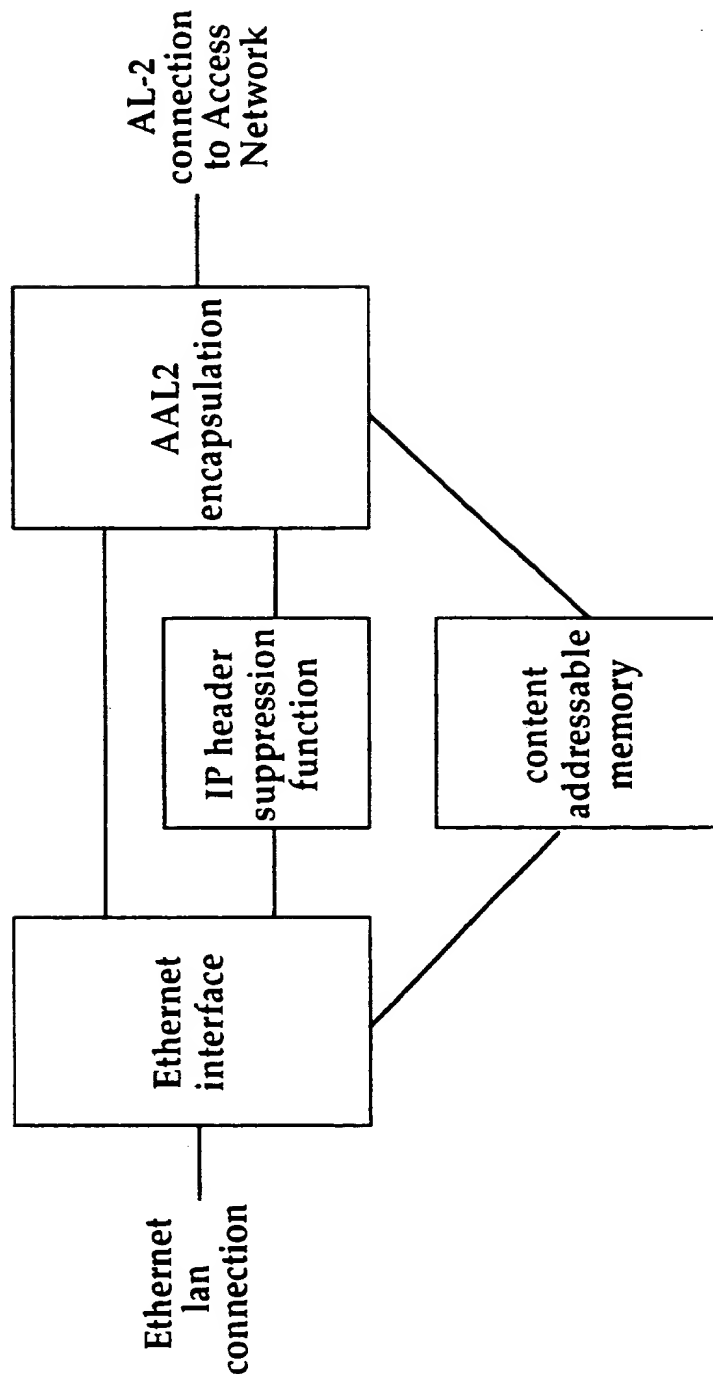 Ethernet
lan
connection
Ethernet
interface
IP header
suppression
function
content
addressable
memory
AAL2
encapsulation
AL-2
connection
to Access
Network